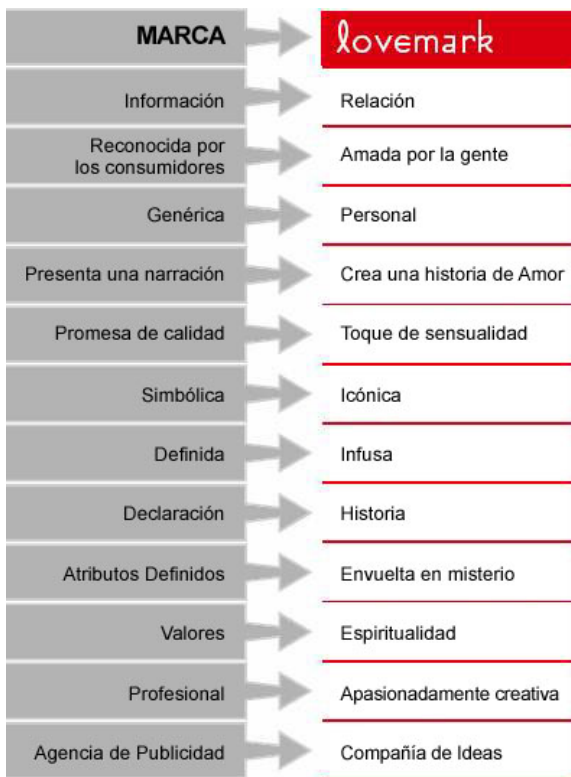 MARCA lovemark
Información Relación
Reconocida por
los consumidores Amada por la gente
Genérica Personal
Presenta una narración Crea una historia de Amor
Promesa de calidad Toque de sensualidad
Simbólica Icónica
Definida Infusa
Declaración Historia
Atributos Definidos Envuelta en misterio
Valores Espiritualidad
Profesional Apasionadamente creativa
Agencia de Publicidad Compañía de Ideas